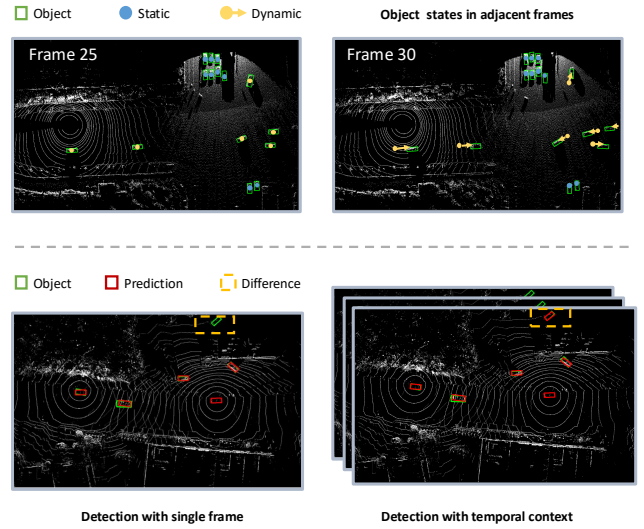 Object Static Dynamic Object states in adjacent frames
Frame 25 Frame 30
Object Prediction Difference
Detection with single frame Detection with temporal context